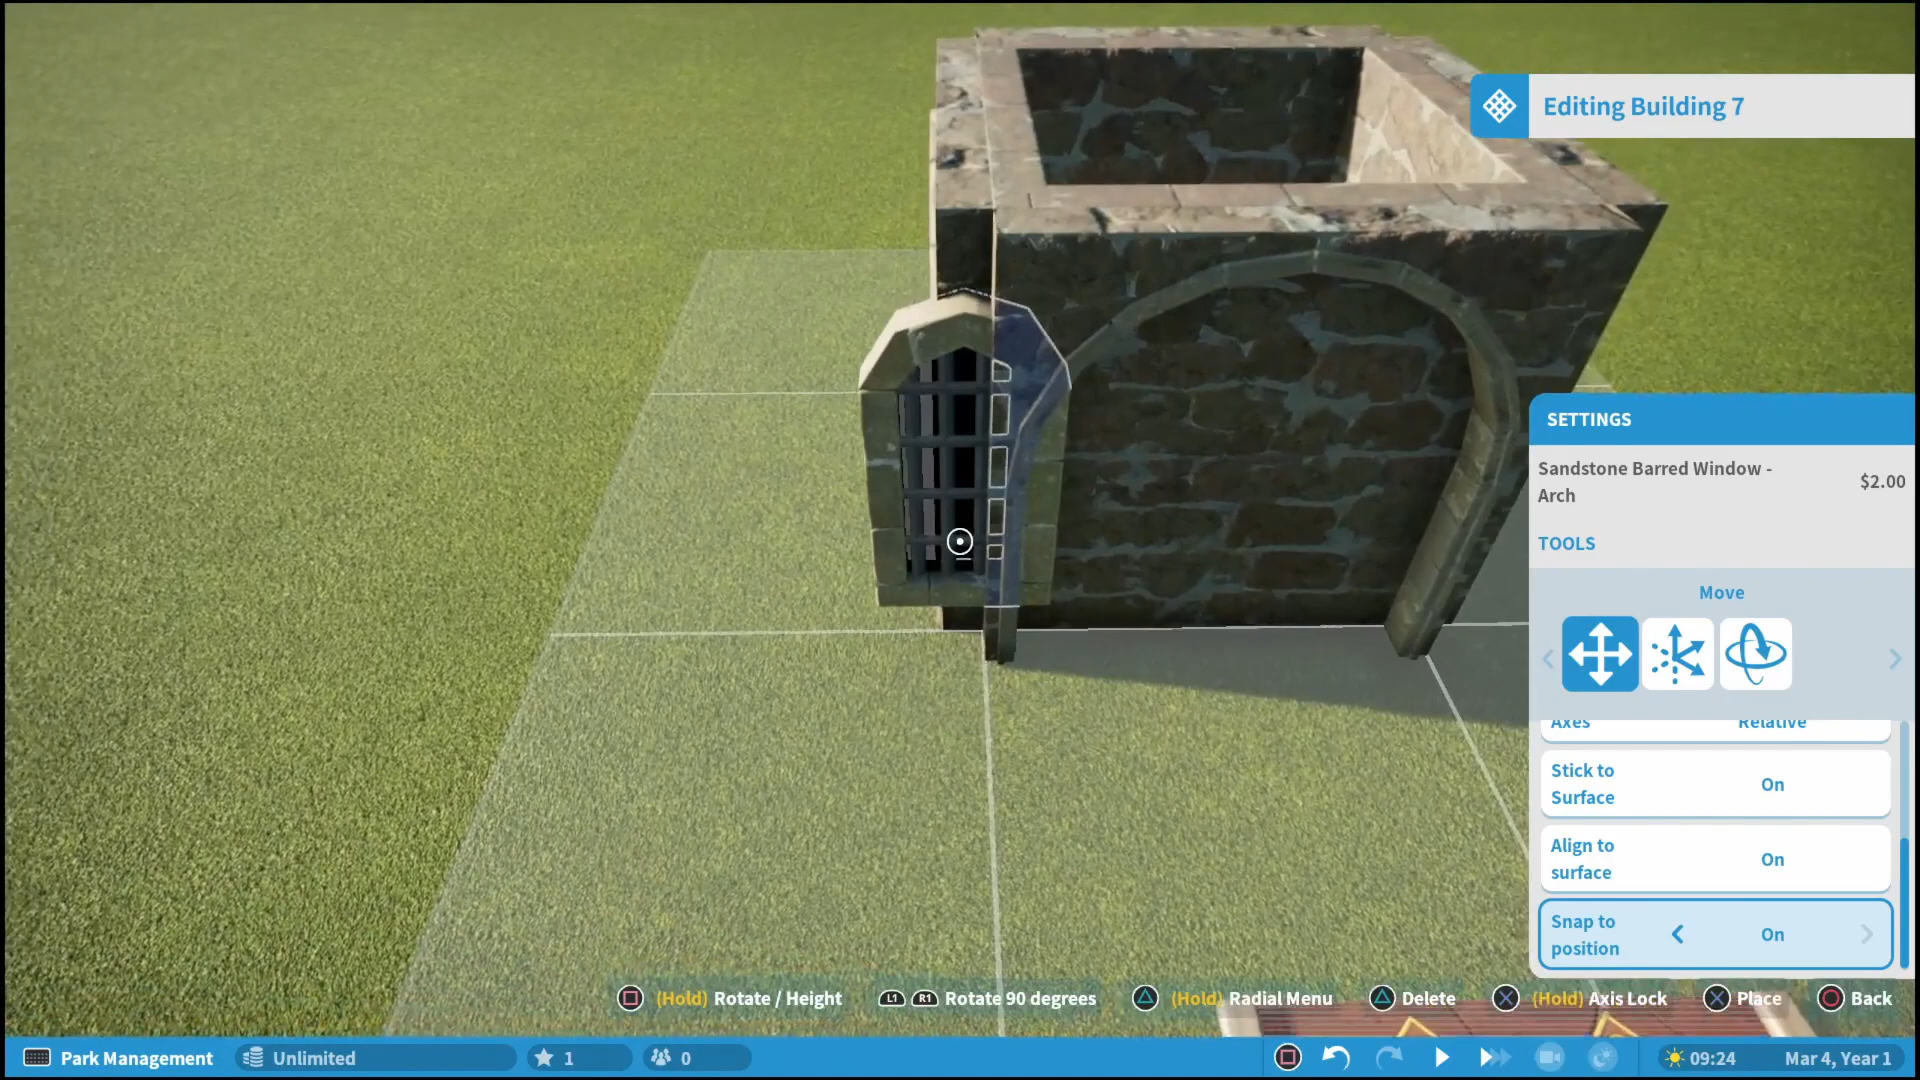 Editing Building 7
SETTINGS
Sandstone Barred Window -
Arch
$2.00
TOOLS
Move
Axes Relative
Stick to
Surface
On
Align to
surface
On
Snap to
position
On
(Hold) Rotate / Height L1 R1 Rotate 90 degrees (Hold) Radial Menu Delete (Hold) Axis Lock Place Back
Park Management Unlimited 1 0 09:24 Mar 4, Year 1